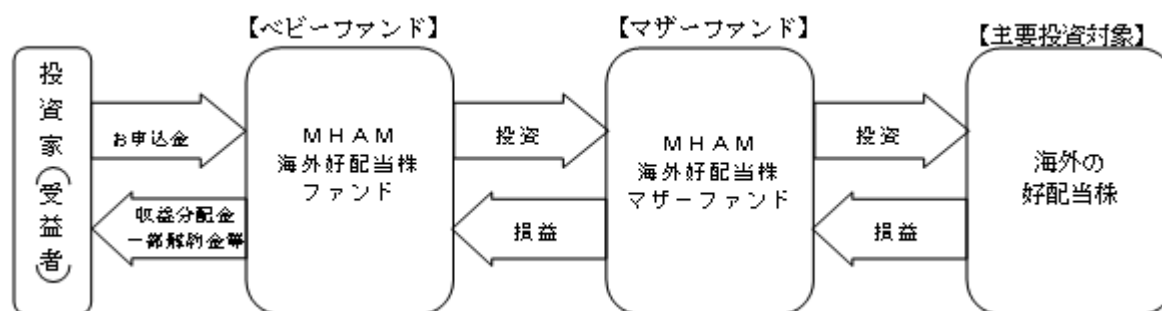 【ベビーファンド】
【マザーファンド】
【主要投資対象】
投資家(受益者)
お申込金
収益分配金
一部解約金等
ＭＨＡＭ
海外好配当株
ファンド
投資
損益
ＭＨＡＭ
海外好配当株
マザーファンド
投資
損益
海外の
好配当株